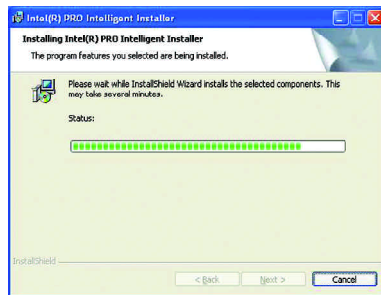 Intel(R) PRO Intelligent Installer
Installing Intel(R) PRO Intelligent Installer
The program features you selected are being installed.
Please wait while InstallShield Wizard installs the selected components. This
may take several minutes.
Status:
InstallShield
< Back
Next >
Cancel